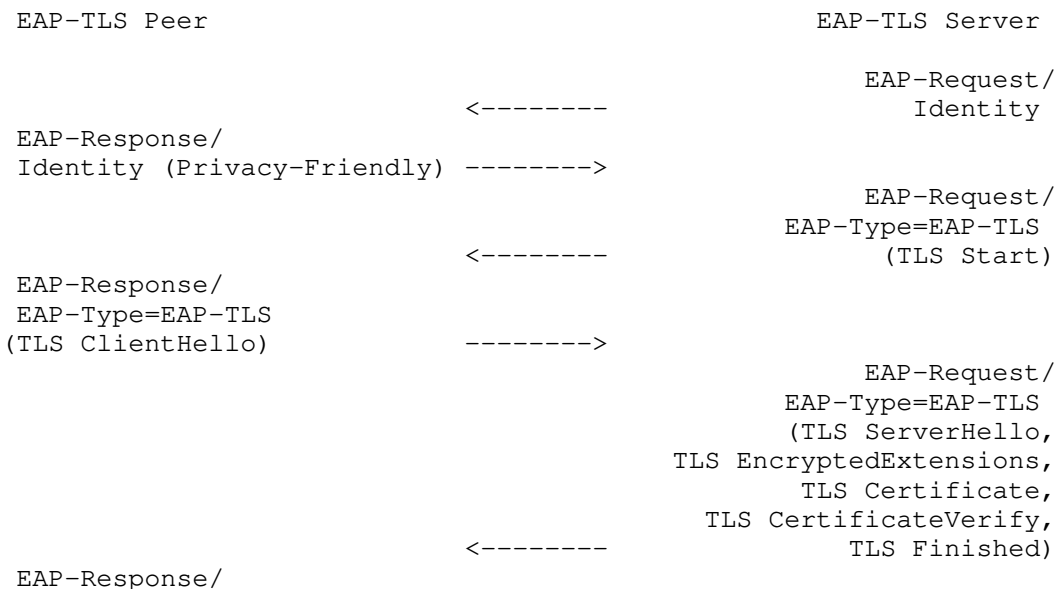 EAP-TLS Peer                                      EAP-TLS Server
EAP-Request/
<--------                   Identity
EAP-Response/
Identity (Privacy-Friendly) -------->
EAP-Request/
EAP-Type=EAP-TLS
<--------                 (TLS Start)
EAP-Response/
EAP-Type=EAP-TLS
(TLS ClientHello)            -------->
EAP-Request/
EAP-Type=EAP-TLS
(TLS ServerHello,
TLS EncryptedExtensions,
TLS Certificate,
TLS CertificateVerify,
<--------               TLS Finished)
EAP-Response/